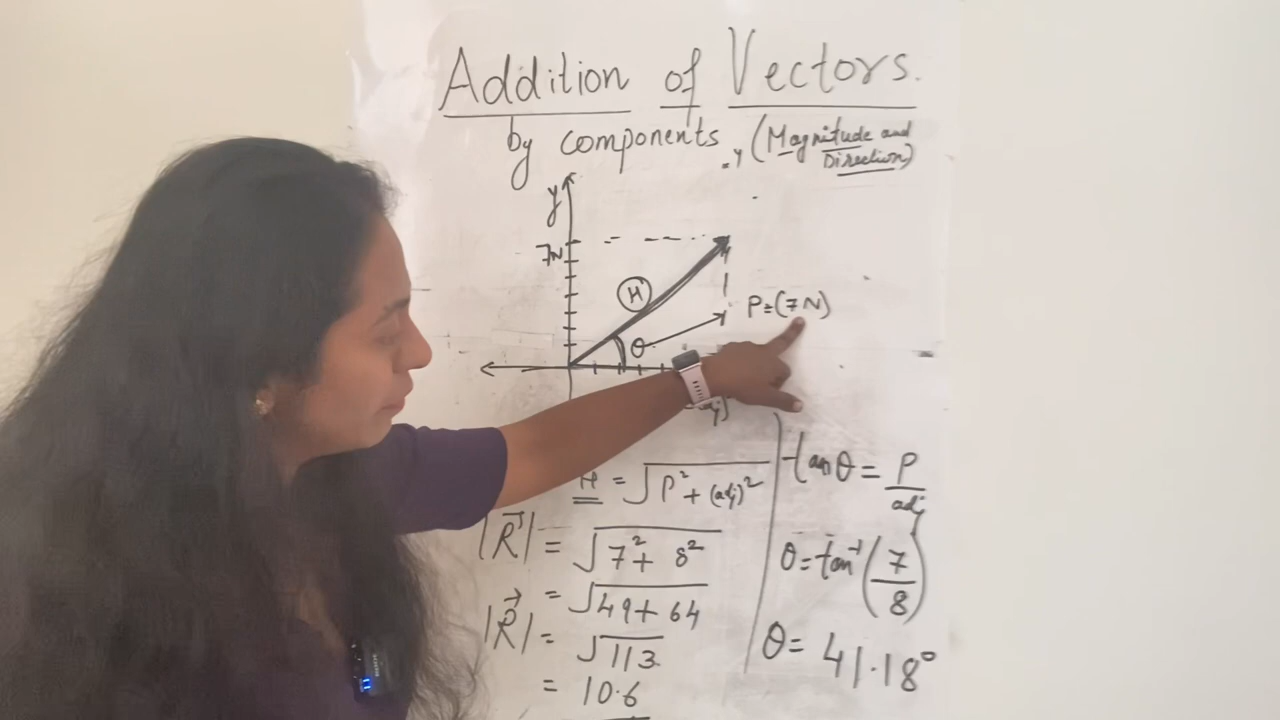 Addition of Vectors.
by components
(Magnitude and
Direction)
y
y
7N
H
θ
P=(7N)
H = √P² + (adj)²
|R⃗| = √7² + 8²
= √49 + 64
|R⃗| = √113
= 10.6
tanθ = P/adj
θ = tan⁻¹(7/8)
θ = 41.18°